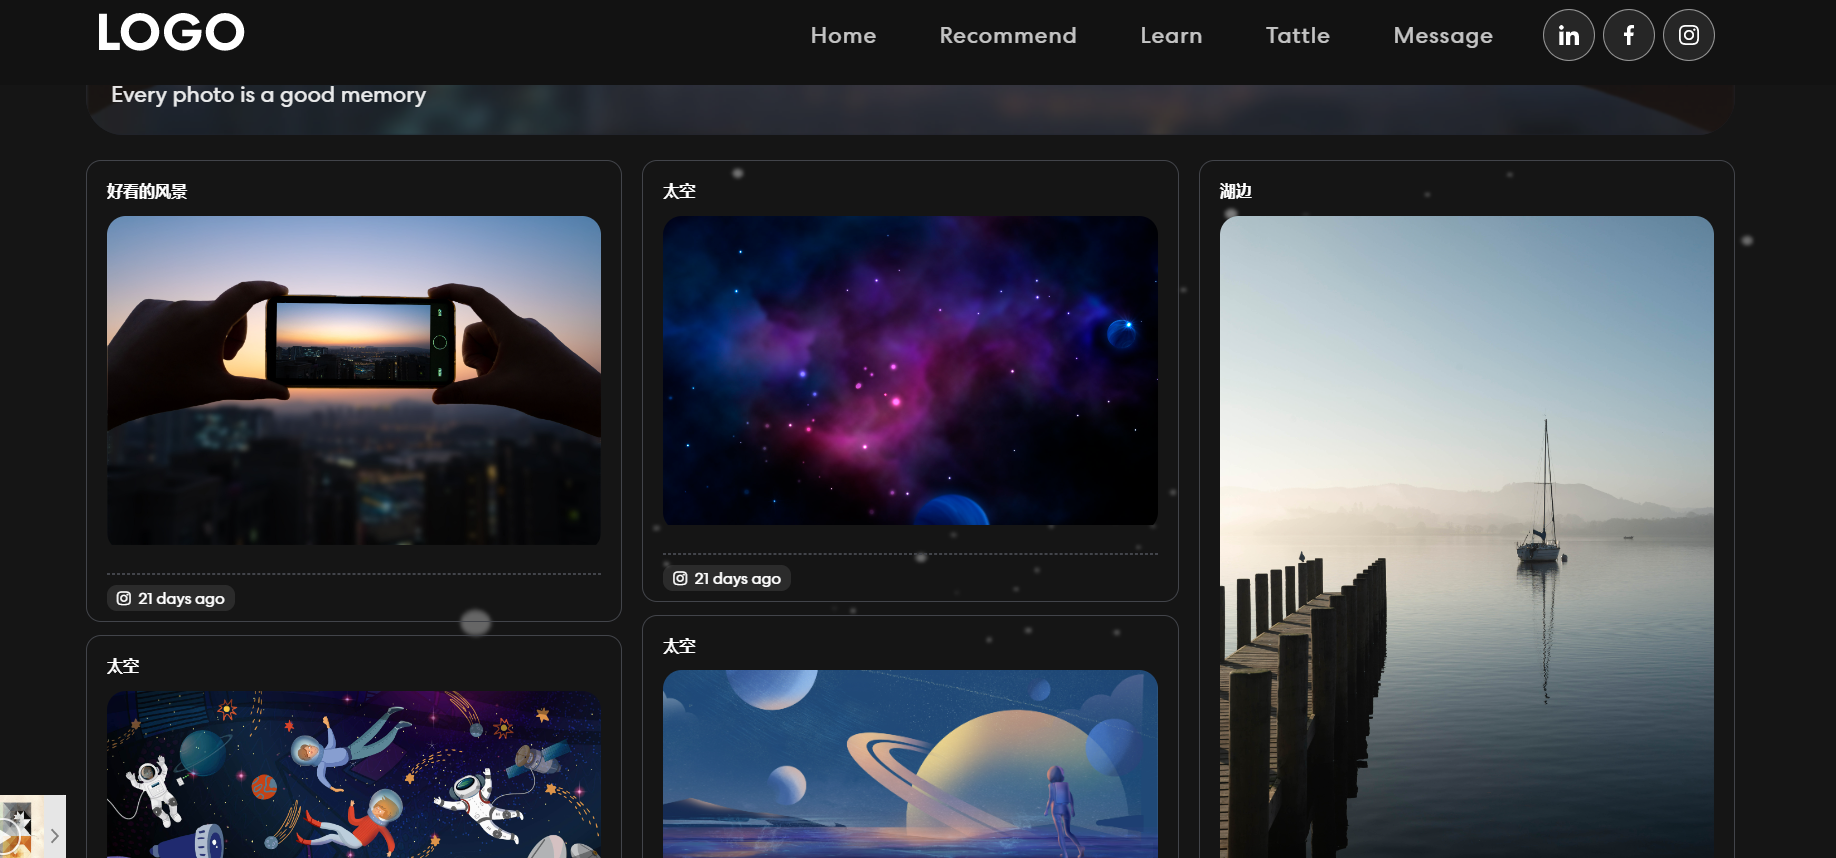 LOGO
Home
Recommend
Learn
Tattle
Message
Every photo is a good memory
好看的风景
21 days ago
太空
太空
21 days ago
太空
湖边